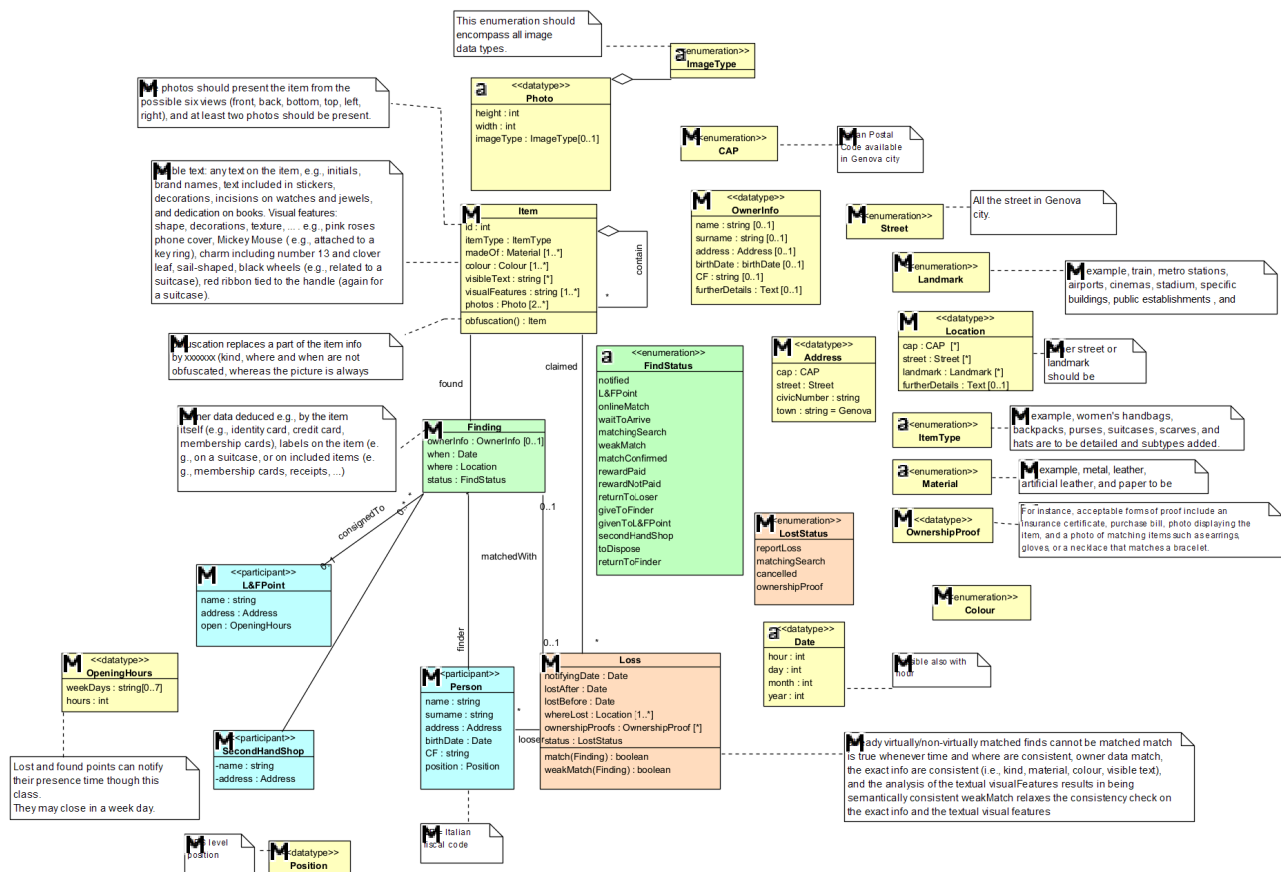 This enumeration should
encompass all image
data types.
a
<<enumeration>>
ImageType
a
<<datatype>>
Photo
height : int
width : int
imageType : ImageType[0..1]
M
photos should present the item from the
possible six views (front, back, bottom, top, left,
right), and at least two photos should be present.
M
<<enumeration>>
CAP
M
Postal
Code available
in Genova city
M
text: any text on the item, e.g., initials,
brand names, text included in stickers,
decorations, incisions on watches and jewels,
and dedication on books. Visual features:
shape, decorations, texture, ... . e.g., pink roses
phone cover, Mickey Mouse ( e.g., attached to a
key ring), charm including number 13 and clover
leaf, sail-shaped, black wheels (e.g., related to a
suitcase), red ribbon tied to the handle (again for
a suitcase).
M
Item
id : int
itemType : ItemType
madeOf : Material [1..*]
colour : Colour [1..*]
visibleText : string [*]
visualFeatures : string [1..*]
photos : Photo [2..*]
obfuscation() : Item
contain
*
M
<<datatype>>
OwnerInfo
name : string [0..1]
surname : string [0..1]
address : Address [0..1]
birthDate : birthDate [0..1]
CF : string [0..1]
furtherDetails : Text [0..1]
M
<<enumeration>>
Street
All the street in Genova
city.
M
<<enumeration>>
Landmark
M
example, train, metro stations,
airports, cinemas, stadium, specific
buildings, public establishments , and
M
<<datatype>>
Location
cap : CAP [*]
street : Street [*]
landmark : Landmark [*]
furtherDetails : Text [0..1]
M
street or
landmark
should be
M
replaces a part of the item info
by xxxxxxx (kind, where and when are not
obfuscated, whereas the picture is always
found
claimed
a
<<enumeration>>
FindStatus
notified
L&FPoint
onlineMatch
waitToArrive
matchingSearch
weakMatch
matchConfirmed
rewardPaid
rewardNotPaid
returnToLoser
giveToFinder
givenToL&FPoint
secondHandShop
toDispose
returnToFinder
M
<<datatype>>
Address
cap : CAP
street : Street
civicNumber : string
town : string = Genova
M
data deduced e.g., by the item
itself (e.g., identity card, credit card,
membership cards), labels on the item (e.
g., on a suitcase, or on included items (e.
g., membership cards, receipts, ...)
M
Finding
ownerInfo : OwnerInfo [0..1]
when : Date
where : Location
status : FindStatus
a
<<enumeration>>
ItemType
M
example, women's handbags,
backpacks, purses, suitcases, scarves, and
hats are to be detailed and subtypes added.
a
<<enumeration>>
Material
M
example, metal, leather,
artificial leather, and paper to be
M
<<datatype>>
OwnershipProof
For instance, acceptable forms of proof include an
insurance certificate, purchase bill, photo displaying the
item, and a photo of matching items such as earrings,
gloves, or a necklace that matches a bracelet.
consignedTo
0..*
*
*
0..1
0..1
matchedWith
M
<<enumeration>>
LostStatus
reportLoss
matchingSearch
cancelled
ownershipProof
M
<<participant>>
L&FPoint
name : string
address : Address
open : OpeningHours
M
<<enumeration>>
Colour
a
<<datatype>>
Date
hour : int
day : int
month : int
year : int
M
also with
hour
M
<<datatype>>
OpeningHours
weekDays : string[0..7]
hours : int
finder
0..1
*
M
<<participant>>
Person
name : string
surname : string
address : Address
birthDate : Date
CF : string
position : Position
*
looser
M
Loss
notifyingDate : Date
lostAfter : Date
lostBefore : Date
whereLost : Location [1..*]
ownershipProofs : OwnershipProof [*]
status : LostStatus
match(Finding) : boolean
weakMatch(Finding) : boolean
M
<<participant>>
SecondHandShop
-name : string
-address : Address
M
virtually/non-virtually matched finds cannot be matched match
is true whenever time and where are consistent, owner data match,
the exact info are consistent (i.e., kind, material, colour, visible text),
and the analysis of the textual visualFeatures results in being
semantically consistent weakMatch relaxes the consistency check on
the exact info and the textual visual features
Lost and found points can notify
their presence time though this
class.
They may close in a week day.
M
Italian
fiscal code
M
level
position
M
<<datatype>>
Position